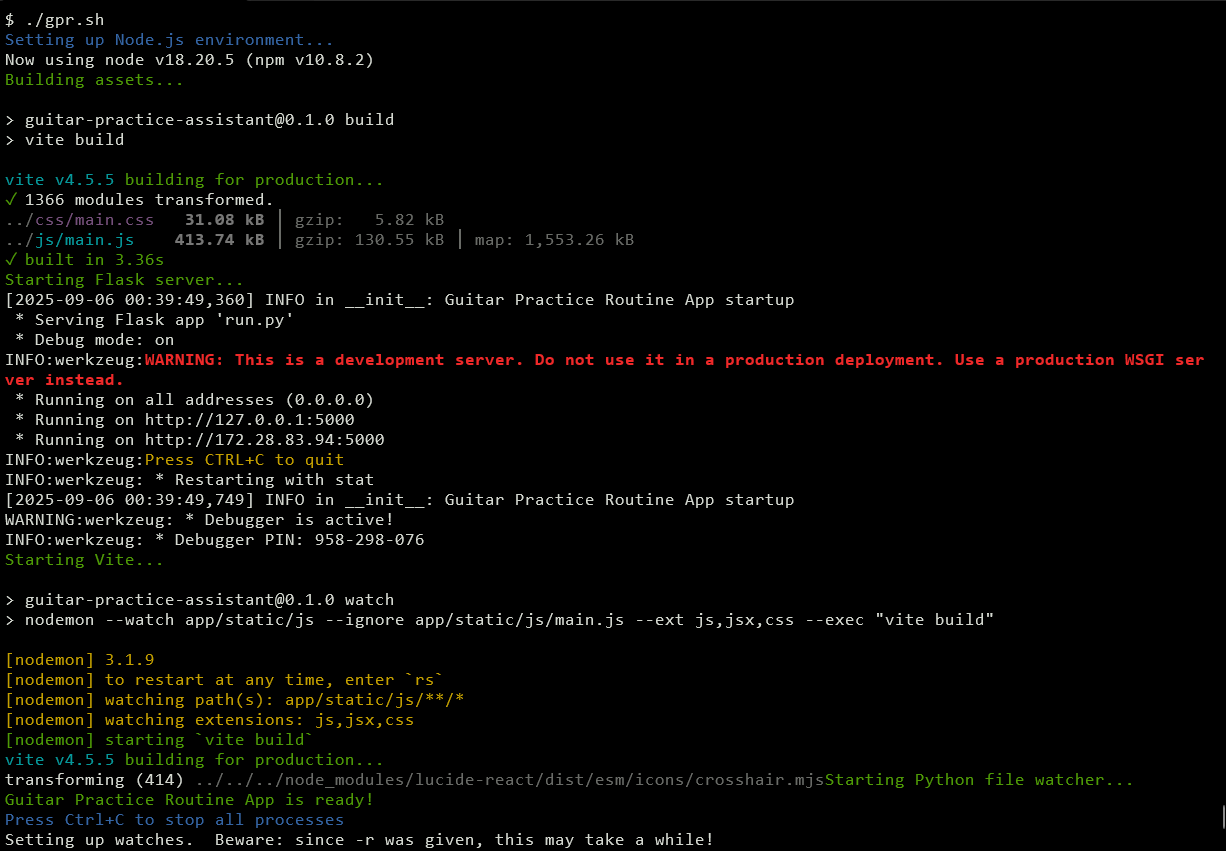 $ ./gpr.sh
Setting up Node.js environment...
Now using node v18.20.5 (npm v10.8.2)
Building assets...
> guitar-practice-assistant@0.1.0 build
> vite build
vite v4.5.5 building for production...
✓ 1366 modules transformed.
../css/main.css   31.08 kB │ gzip:   5.82 kB
../js/main.js    413.74 kB │ gzip: 130.55 kB │ map: 1,553.26 kB
✓ built in 3.36s
Starting Flask server...
[2025-09-06 00:39:49,360] INFO in __init__: Guitar Practice Routine App startup
 * Serving Flask app 'run.py'
 * Debug mode: on
INFO:werkzeug:WARNING: This is a development server. Do not use it in a production deployment. Use a production WSGI ser
ver instead.
 * Running on all addresses (0.0.0.0)
 * Running on http://127.0.0.1:5000
 * Running on http://172.28.83.94:5000
INFO:werkzeug:Press CTRL+C to quit
INFO:werkzeug: * Restarting with stat
[2025-09-06 00:39:49,749] INFO in __init__: Guitar Practice Routine App startup
WARNING:werkzeug: * Debugger is active!
INFO:werkzeug: * Debugger PIN: 958-298-076
Starting Vite...
> guitar-practice-assistant@0.1.0 watch
> nodemon --watch app/static/js --ignore app/static/js/main.js --ext js,jsx,css --exec "vite build"
[nodemon] 3.1.9
[nodemon] to restart at any time, enter `rs`
[nodemon] watching path(s): app/static/js/**/*
[nodemon] watching extensions: js,jsx,css
[nodemon] starting `vite build`
vite v4.5.5 building for production...
transforming (414) ../../../node_modules/lucide-react/dist/esm/icons/crosshair.mjsStarting Python file watcher...
Guitar Practice Routine App is ready!
Press Ctrl+C to stop all processes
Setting up watches.  Beware: since -r was given, this may take a while!